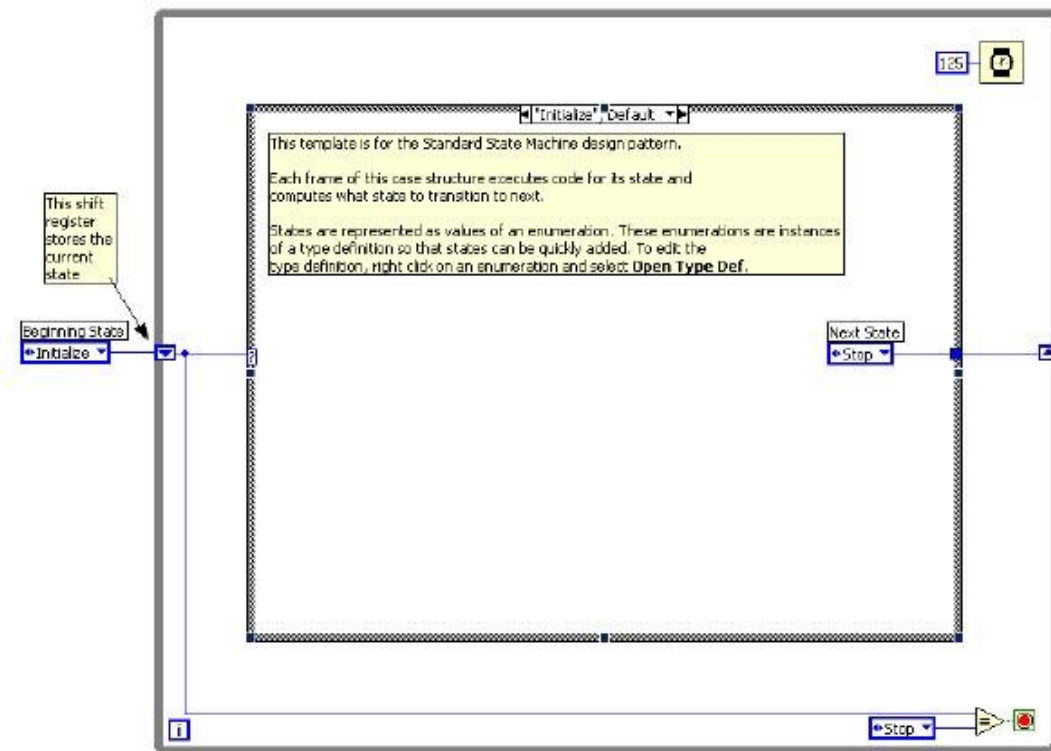 125
"Initialize", Default
This template is for the Standard State Machine design pattern.
Each frame of this case structure executes code for its state and
computes what state to transition to next.
States are represented as values of an enumeration. These enumerations are instances
of a type definition so that states can be quickly added. To edit the
type definition, right click on an enumeration and select Open Type Def.
This shift
register
stores the
current
state
Beginning State
Initialize
?
Next State
Stop
i
Stop
=